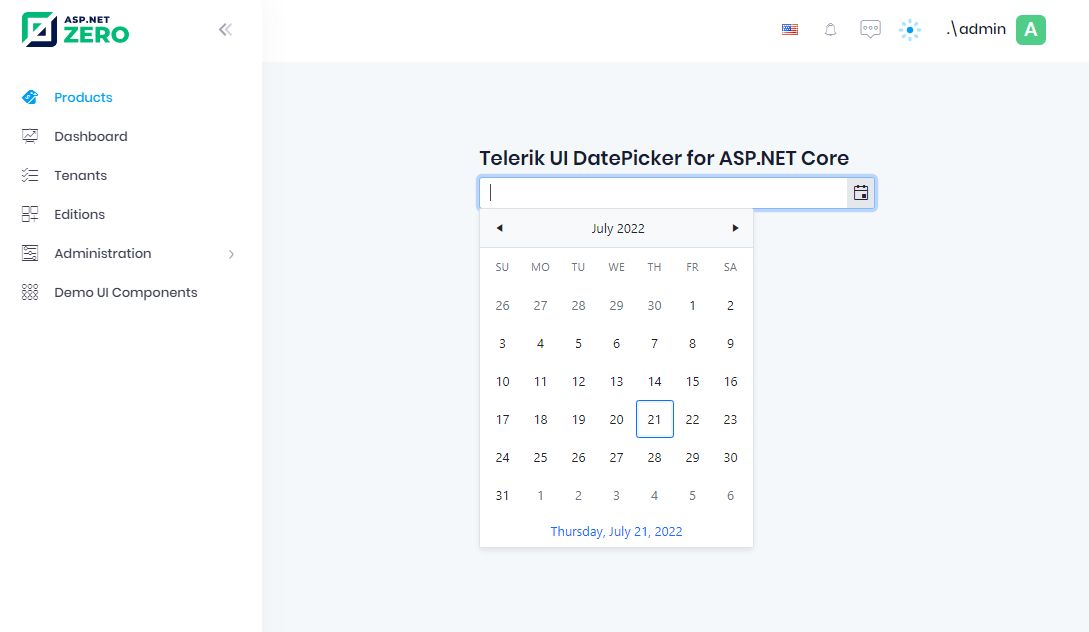 ASP.NET
ZERO
.\admin
A
Products
Dashboard
Tenants
Editions
Administration
Demo UI Components
Telerik UI DatePicker for ASP.NET Core
July 2022
SU MO TU WE TH FR SA
26 27 28 29 30 1 2
3 4 5 6 7 8 9
10 11 12 13 14 15 16
17 18 19 20 21 22 23
24 25 26 27 28 29 30
31 1 2 3 4 5 6
Thursday, July 21, 2022